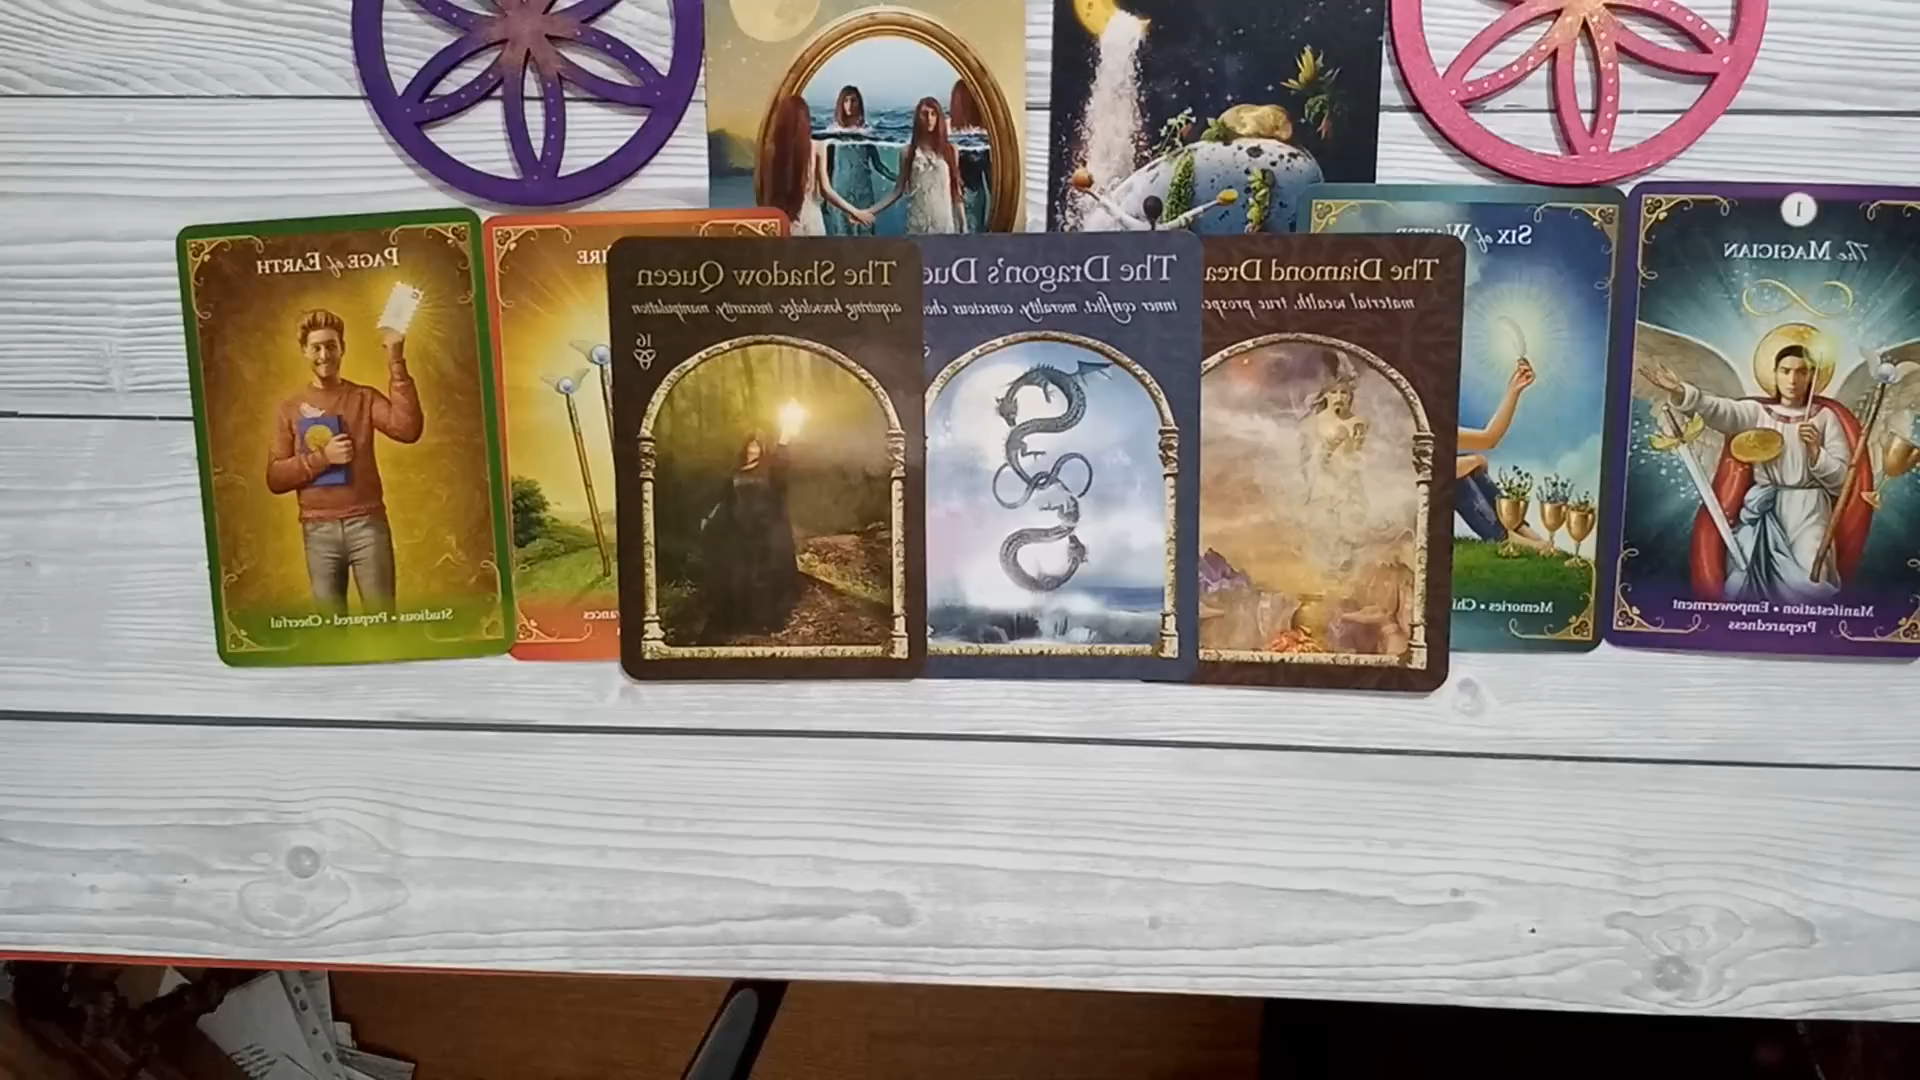 PAGE of EARTH
Studious • Prepared • Cheerful
The Shadow Queen
acquiring knowledge, insecurity, manipulation
16
The Dragon's Due
inner conflict, morality, conscious cho
The Diamond Drea
material wealth, true prospe
SIX of WATER
Memories • Chi
1
The MAGICIAN
Manifestation • Empowerment
Preparedness